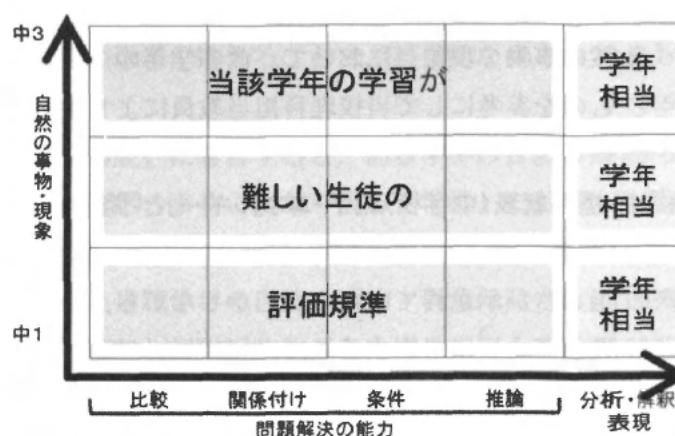 中3
当該学年の学習が
学年
相当
自然の事物・現象
難しい生徒の
学年
相当
評価規準
学年
相当
中1
比較
関係付け
条件
推論
分析・解釈
表現
問題解決の能力